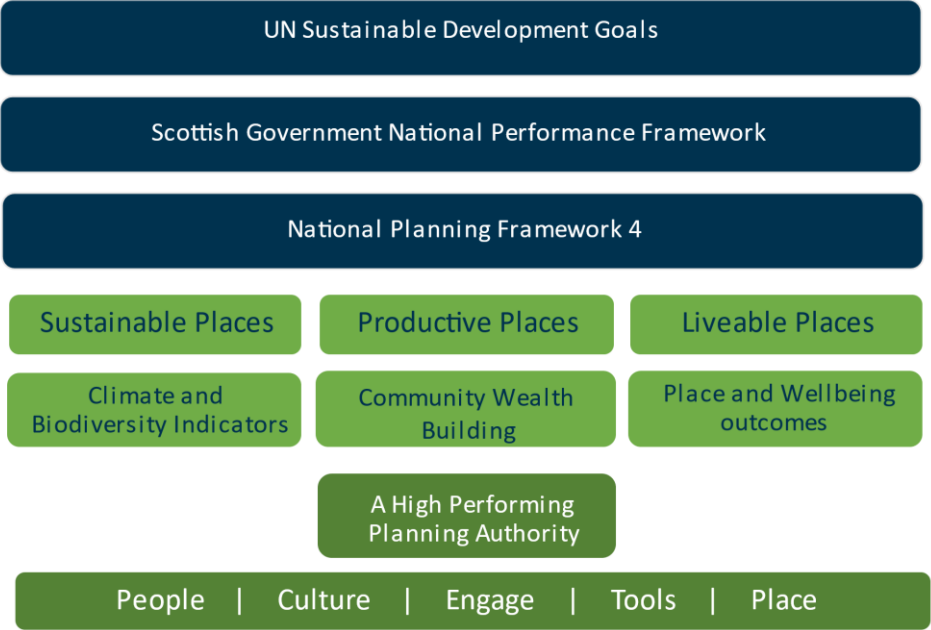 UN Sustainable Development Goals
Scottish Government National Performance Framework
National Planning Framework 4
Sustainable Places
Productive Places
Liveable Places
Climate and
Biodiversity Indicators
Community Wealth
Building
Place and Wellbeing
outcomes
A High Performing
Planning Authority
People | Culture | Engage | Tools | Place